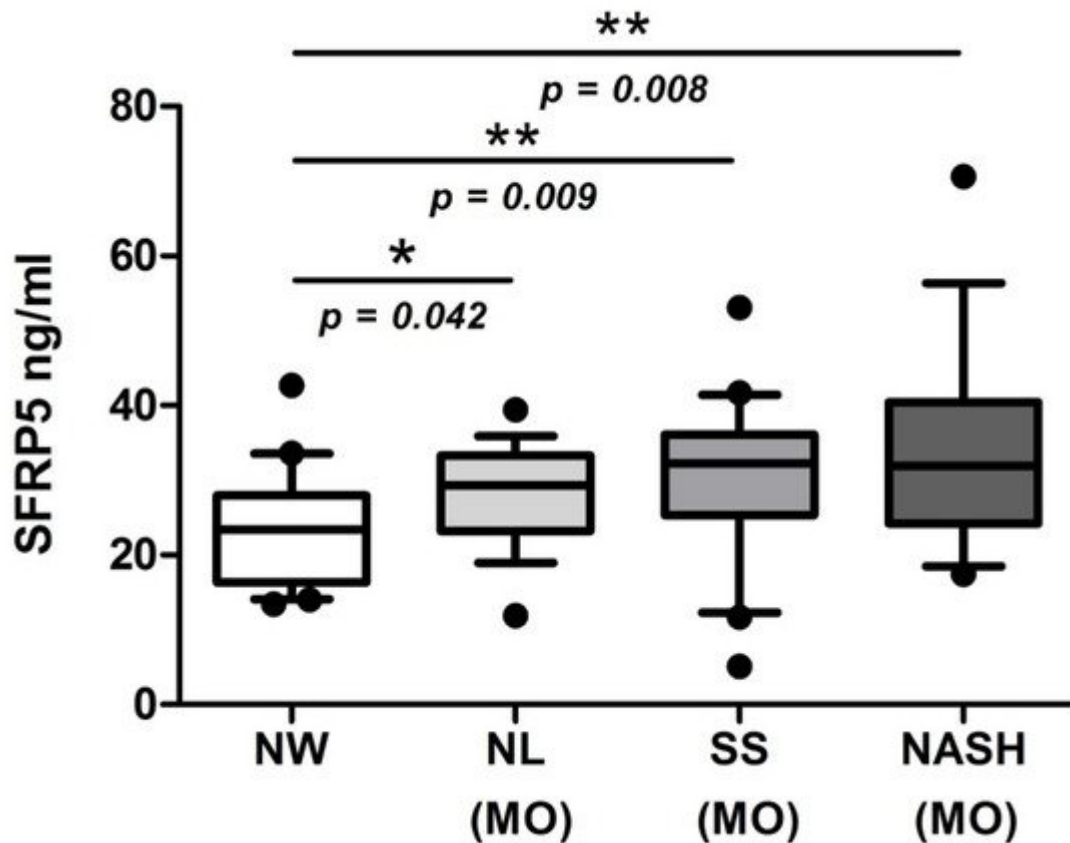 **
p = 0.008
80
**
p = 0.009
60
*
p = 0.042
SFRP5 ng/ml
40
20
0
NW NL SS NASH
(MO) (MO) (MO)